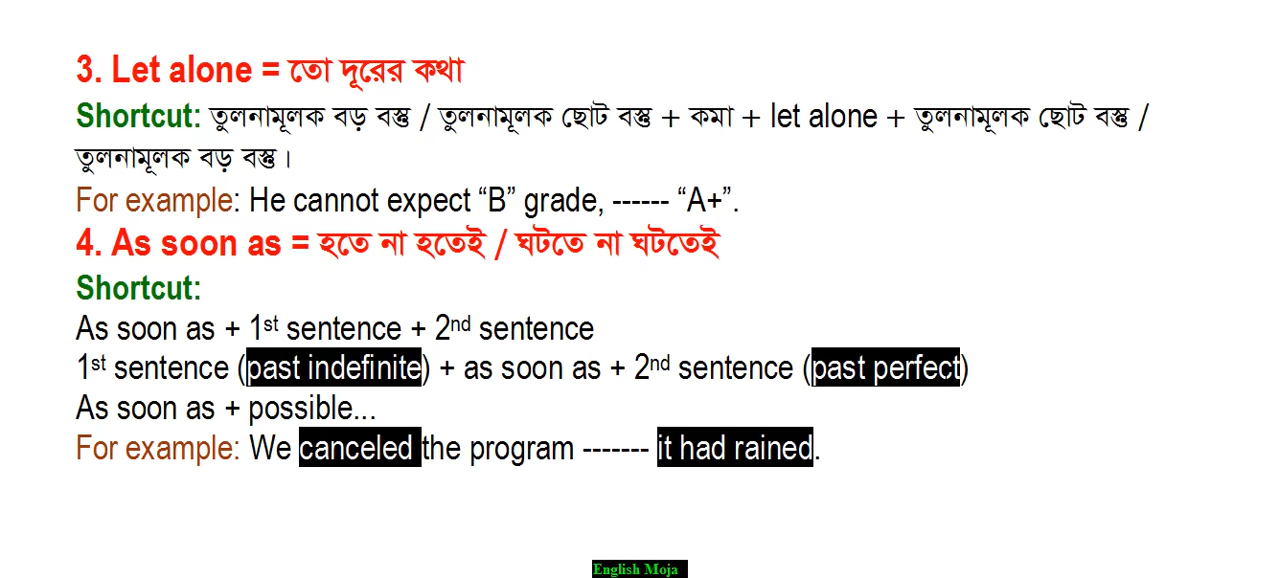 3. Let alone = তো দূরের কথা
Shortcut: তুলনামূলক বড় বস্তু / তুলনামূলক ছোট বস্তু + কমা + let alone + তুলনামূলক ছোট বস্তু /
তুলনামূলক বড় বস্তু।
For example: He cannot expect “B” grade, ------ “A+”.
4. As soon as = হতে না হতেই / ঘটতে না ঘটতেই
Shortcut:
As soon as + 1st sentence + 2nd sentence
1st sentence (past indefinite) + as soon as + 2nd sentence (past perfect)
As soon as + possible...
For example: We canceled the program ------- it had rained.
English Moja